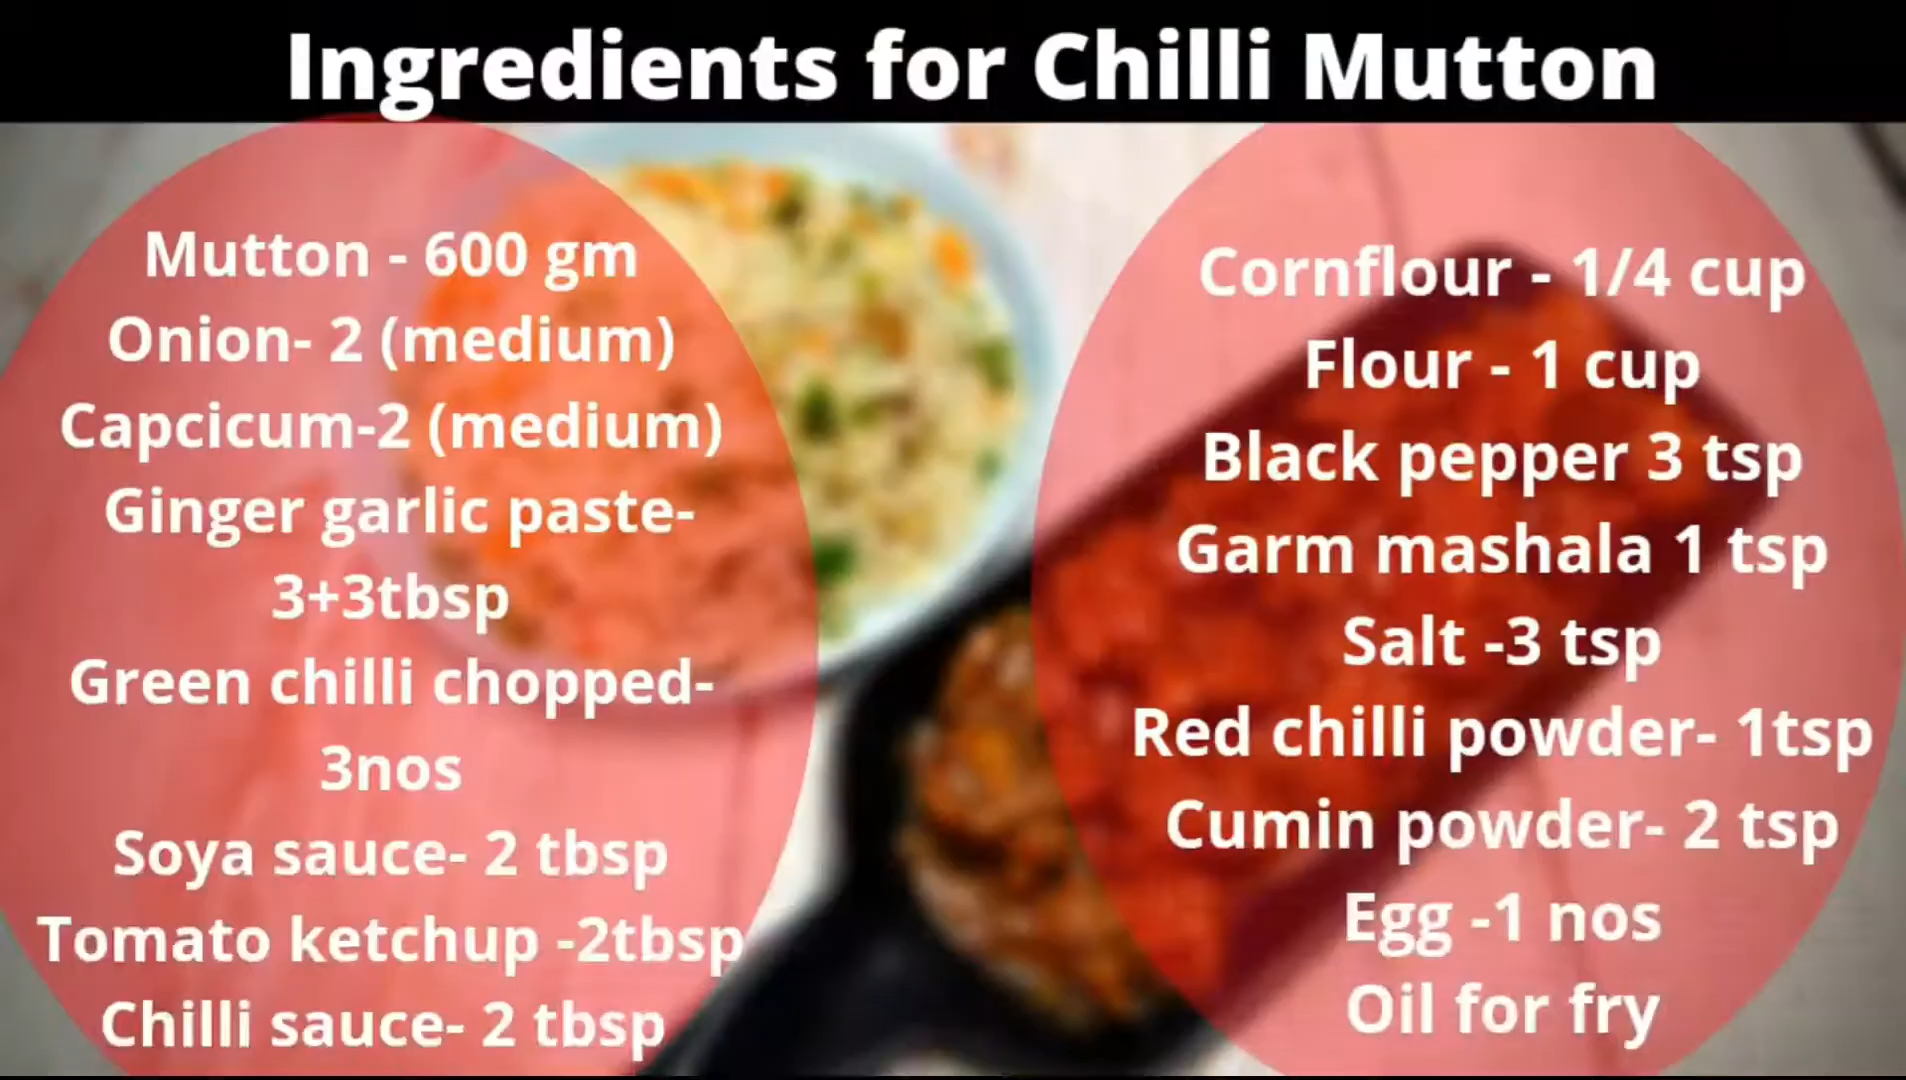 Ingredients for Chilli Mutton
Mutton - 600 gm
Onion- 2 (medium)
Capcicum-2 (medium)
Ginger garlic paste-
3+3tbsp
Green chilli chopped-
3nos
Soya sauce- 2 tbsp
Tomato ketchup -2tbsp
Chilli sauce- 2 tbsp
Cornflour - 1/4 cup
Flour - 1 cup
Black pepper 3 tsp
Garm mashala 1 tsp
Salt -3 tsp
Red chilli powder- 1tsp
Cumin powder- 2 tsp
Egg -1 nos
Oil for fry